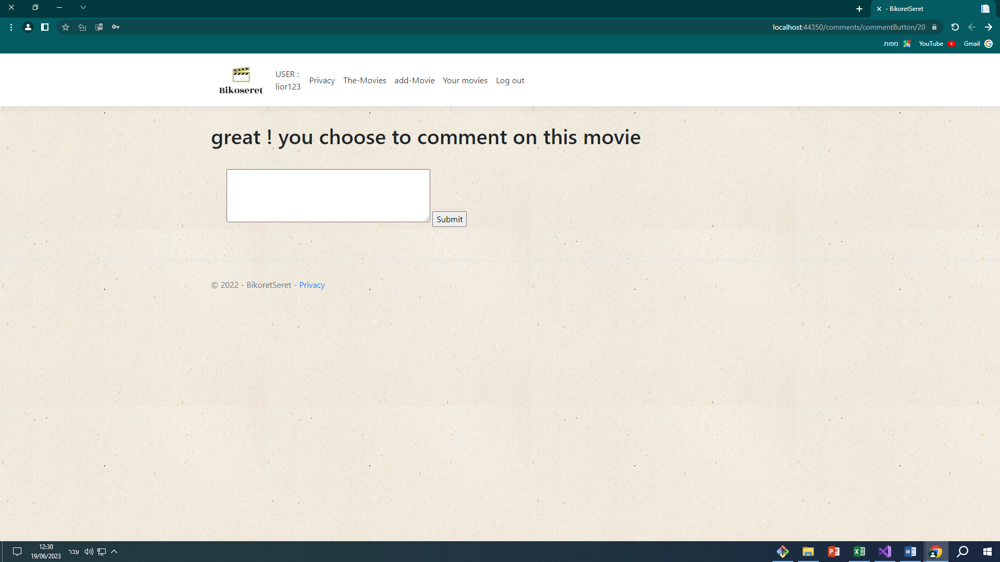 - BikoretSeret
localhost:44350/comments/commentButton/20
מפות
YouTube
Gmail
Bikoseret
USER :
lior123
Privacy
The-Movies
add-Movie
Your movies
Log out
great ! you choose to comment on this movie
Submit
© 2022 - BikoretSeret - Privacy
12:30
19/06/2023
עבר